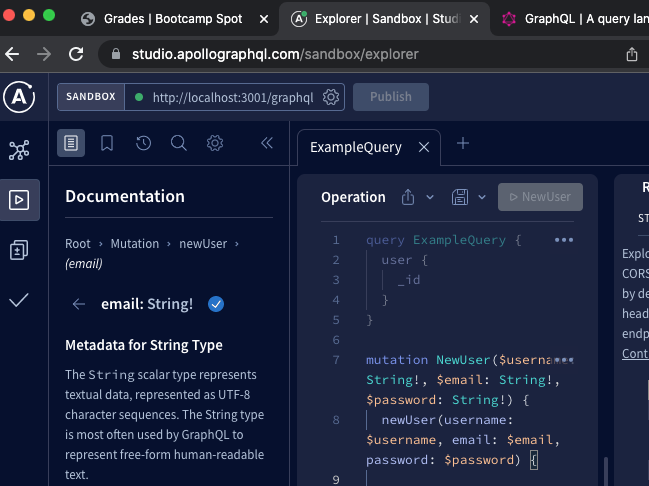 Grades | Bootcamp Spot
Explorer | Sandbox | Studi
GraphQL | A query lan
studio.apollographql.com/sandbox/explorer
SANDBOX
http://localhost:3001/graphql
Publish
ExampleQuery
Documentation
Root › Mutation › newUser ›
(email)
email: String!
Metadata for String Type
The String scalar type represents
textual data, represented as UTF-8
character sequences. The String type
is most often used by GraphQL to
represent free-form human-readable
text.
Operation
NewUser
1 query ExampleQuery {
2 user {
3 _id
4 }
5 }
6
7 mutation NewUser($userna
String!, $email: String!,
$password: String!) {
8 newUser(username:
$username, email: $email,
password: $password) {
9
R
ST
Explo
CORS
by de
head
endp
Cont